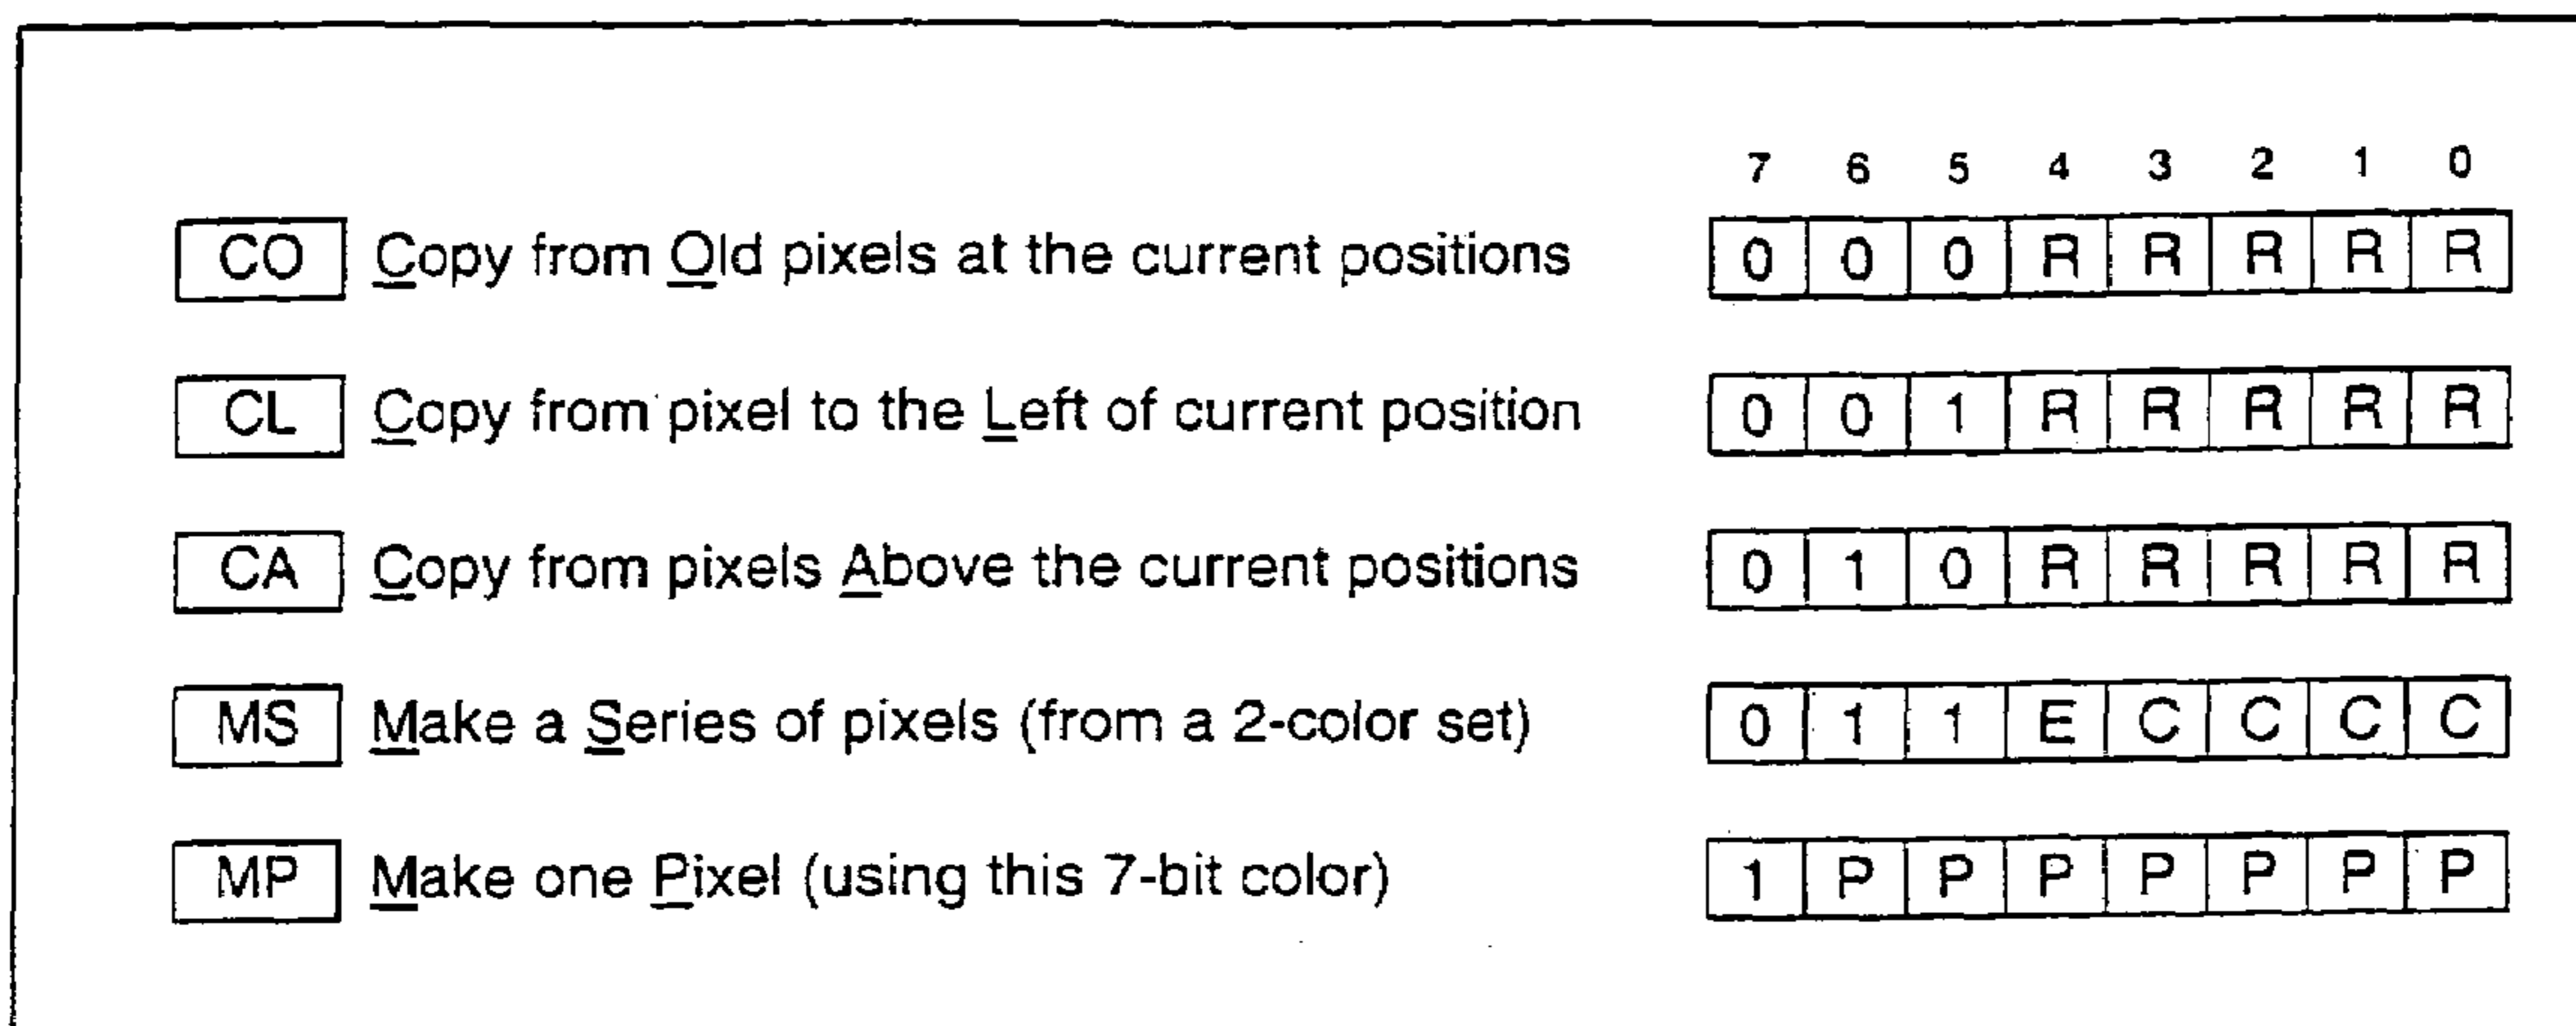 7 6 5 4 3 2 1 0
CO Copy from Old pixels at the current positions 0 0 0 R R R R R
CL Copy from pixel to the Left of current position 0 0 1 R R R R R
CA Copy from pixels Above the current positions 0 1 0 R R R R R
MS Make a Series of pixels (from a 2-color set) 0 1 1 E C C C C
MP Make one Pixel (using this 7-bit color) 1 P P P P P P P